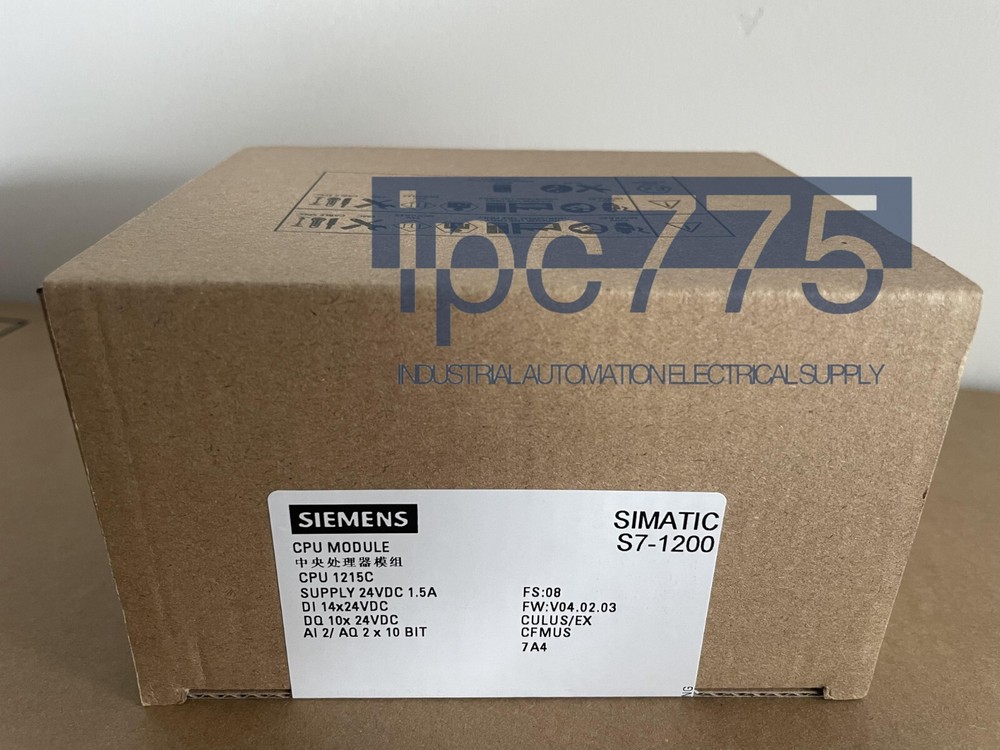 Ipc775
INDUSTRIAL AUTOMATION ELECTRICAL SUPPLY
SIEMENS
SIMATIC
S7-1200
CPU MODULE
中央处理器模组
CPU 1215C
SUPPLY 24VDC 1.5A
DI 14x24VDC
DQ 10x 24VDC
AI 2/ AQ 2 x 10 BIT
FS:08
FW:V04.02.03
CULUS/EX
CFMUS
7A4
NG